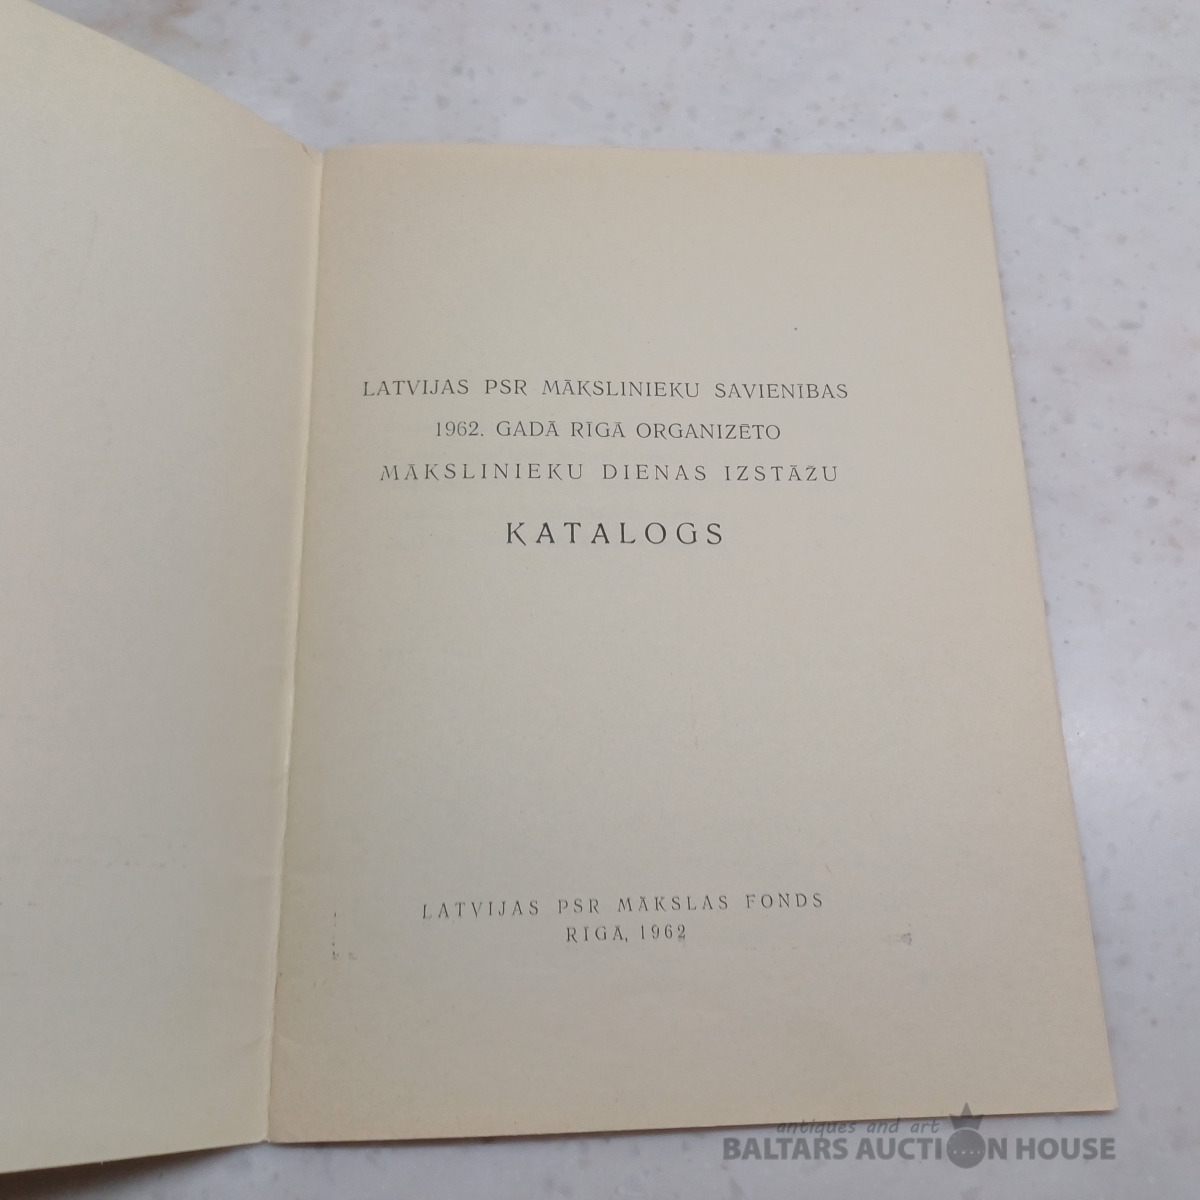 LATVIJAS PSR MĀKSLINIEKU SAVIENĪBAS
1962. GADĀ RĪGĀ ORGANIZĒTO
MĀKSLINIEKU DIENAS IZSTĀŽU
KATALOGS
LATVIJAS PSR MĀKSLAS FONDS
RĪGĀ, 1962
antiques and art
BALTARS AUCTION HOUSE